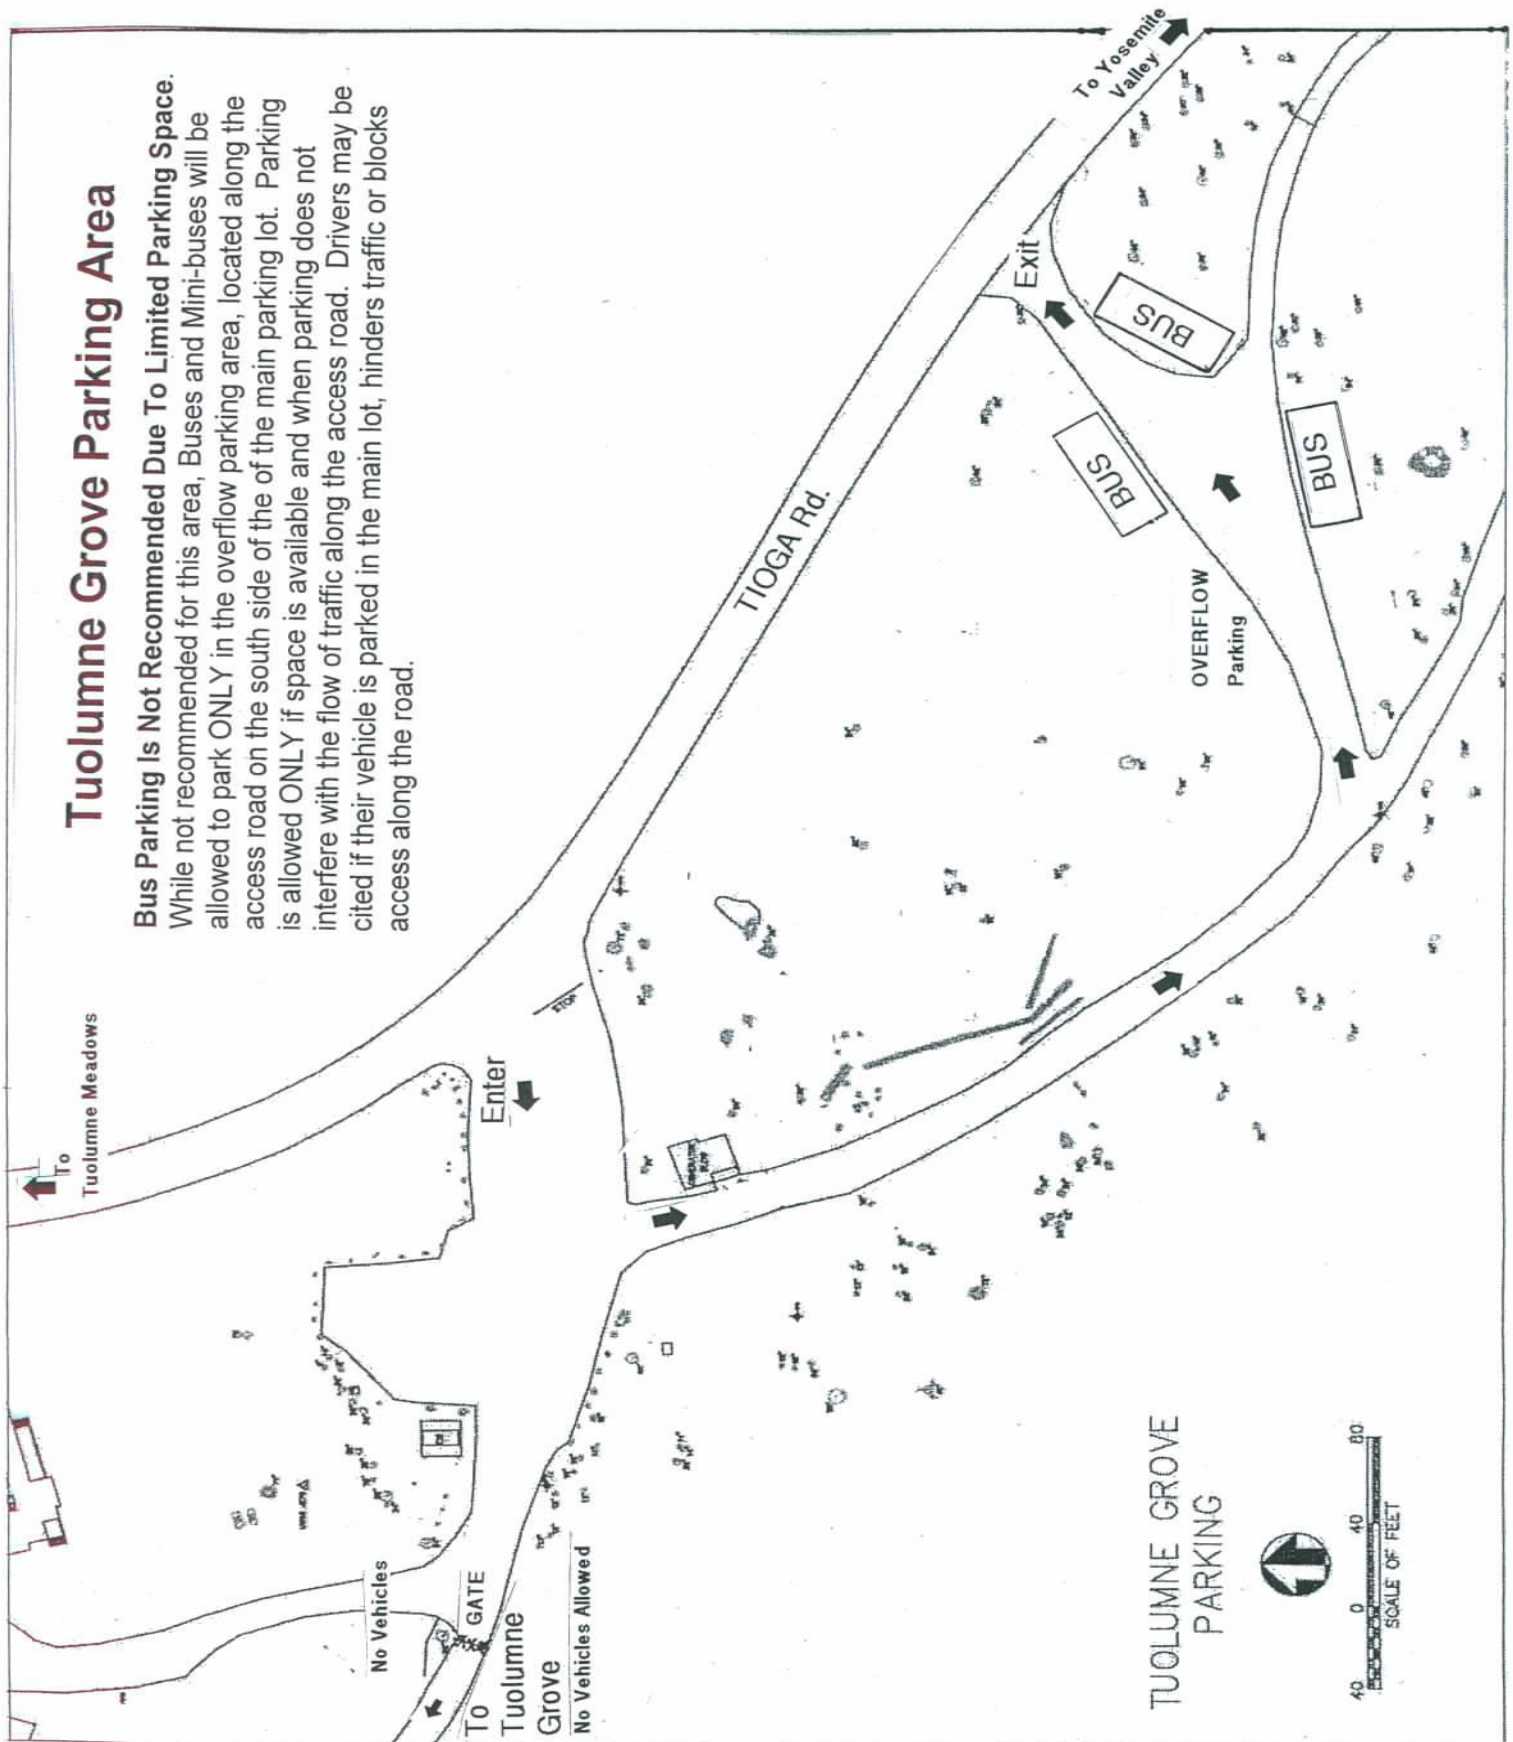 Tuolumne Grove Parking Area
Bus Parking Is Not Recommended Due To Limited Parking Space.
While not recommended for this area, Buses and Mini-buses will be
allowed to park ONLY in the overflow parking area, located along the
access road on the south side of the of the main parking lot. Parking
is allowed ONLY if space is available and when parking does not
interfere with the flow of traffic along the access road. Drivers may be
cited if their vehicle is parked in the main lot, hinders traffic or blocks
access along the road.
To
Tuolumne Meadows
To Yosemite
Valley
TIOGA Rd.
Exit
BUS
BUS
BUS
OVERFLOW
Parking
STOP
Enter
No Vehicles
GATE
To
Tuolumne
Grove
No Vehicles Allowed
TUOLUMNE GROVE
PARKING
40 0 40 80
SCALE OF FEET